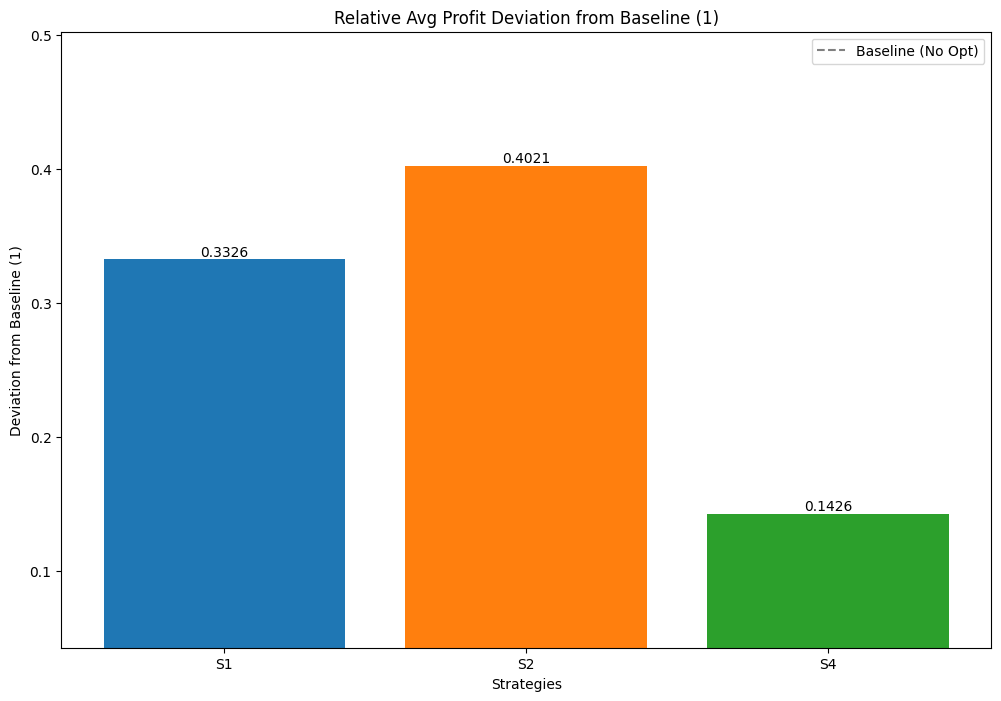 Relative Avg Profit Deviation from Baseline (1)
Baseline (No Opt)
Deviation from Baseline (1)
0.5
0.4
0.3
0.2
0.1
0.3326
0.4021
0.1426
S1
S2
S4
Strategies